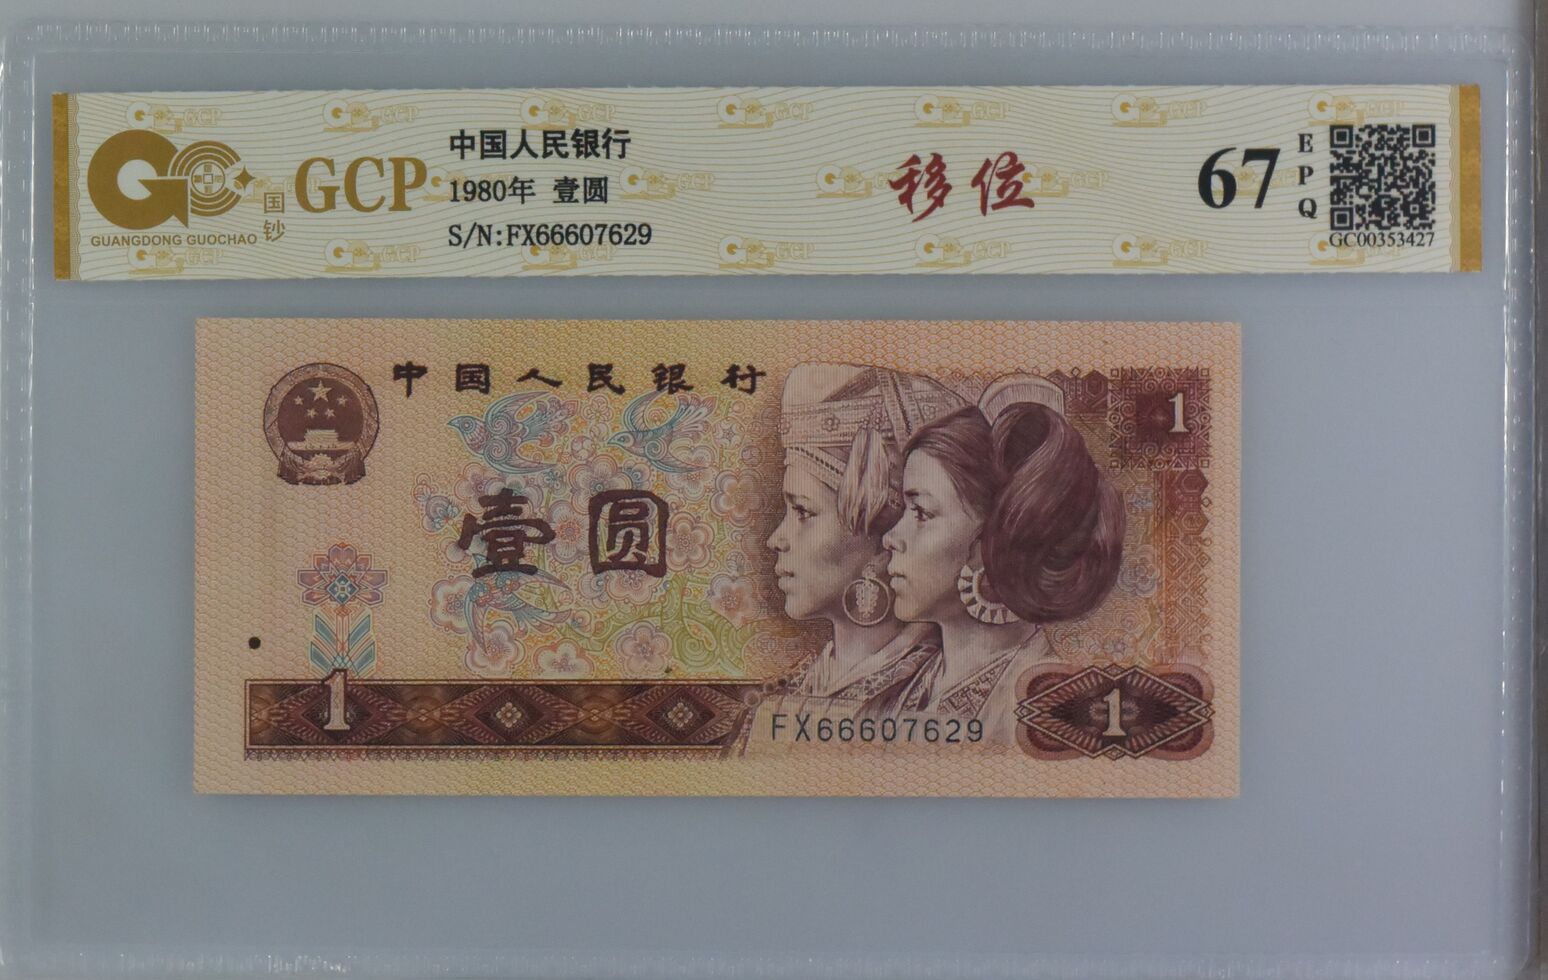 GUANGDONG GUOCHAO
国钞
GCP
中国人民银行
1980年 壹圆
S/N:FX66607629
移位
67
EPQ
GC00353427
中国人民银行
1
壹圆
1
FX66607629
1